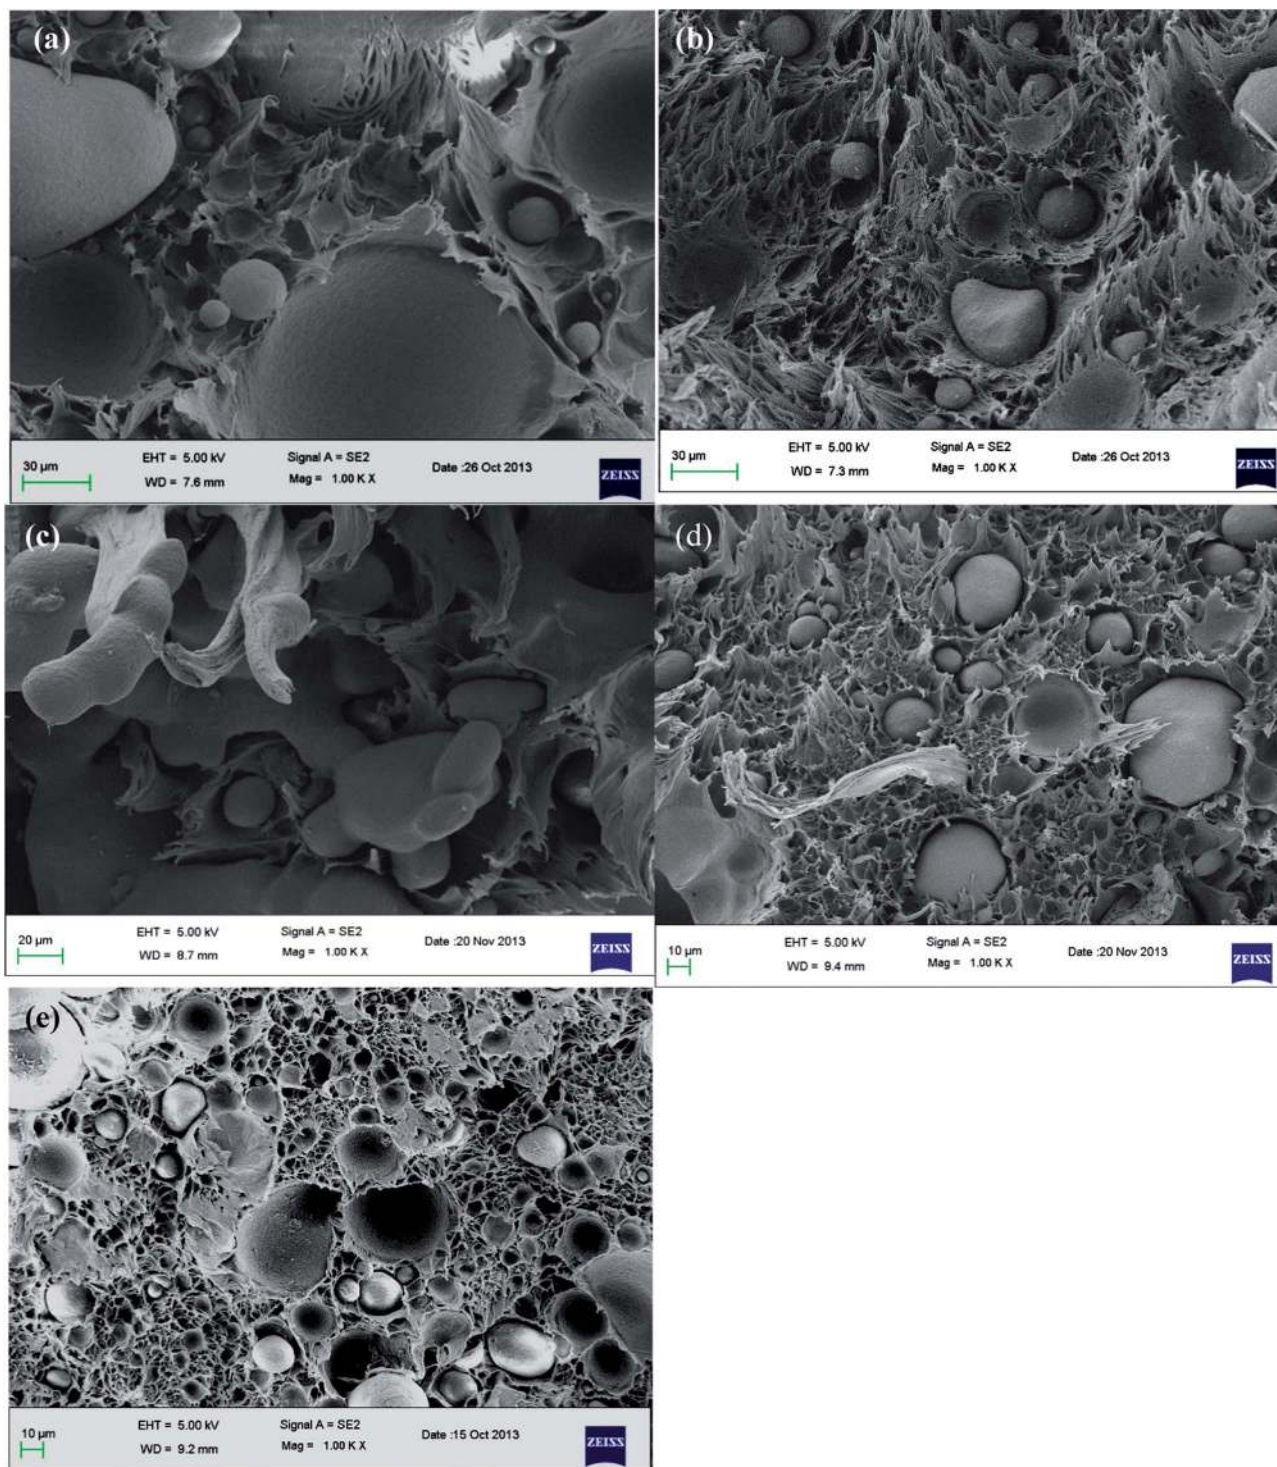 (a)
(b)
30 µm
EHT = 5.00 kV
WD = 7.6 mm
Signal A = SE2
Mag = 1.00 K X
Date :26 Oct 2013
ZEISS
30 µm
EHT = 5.00 kV
WD = 7.3 mm
Signal A = SE2
Mag = 1.00 K X
Date :26 Oct 2013
ZEISS
(c)
(d)
20 µm
EHT = 5.00 kV
WD = 8.7 mm
Signal A = SE2
Mag = 1.00 K X
Date :20 Nov 2013
ZEISS
10 µm
EHT = 5.00 kV
WD = 9.4 mm
Signal A = SE2
Mag = 1.00 K X
Date :20 Nov 2013
ZEISS
(e)
10 µm
EHT = 5.00 kV
WD = 9.2 mm
Signal A = SE2
Mag = 1.00 K X
Date :15 Oct 2013
ZEISS